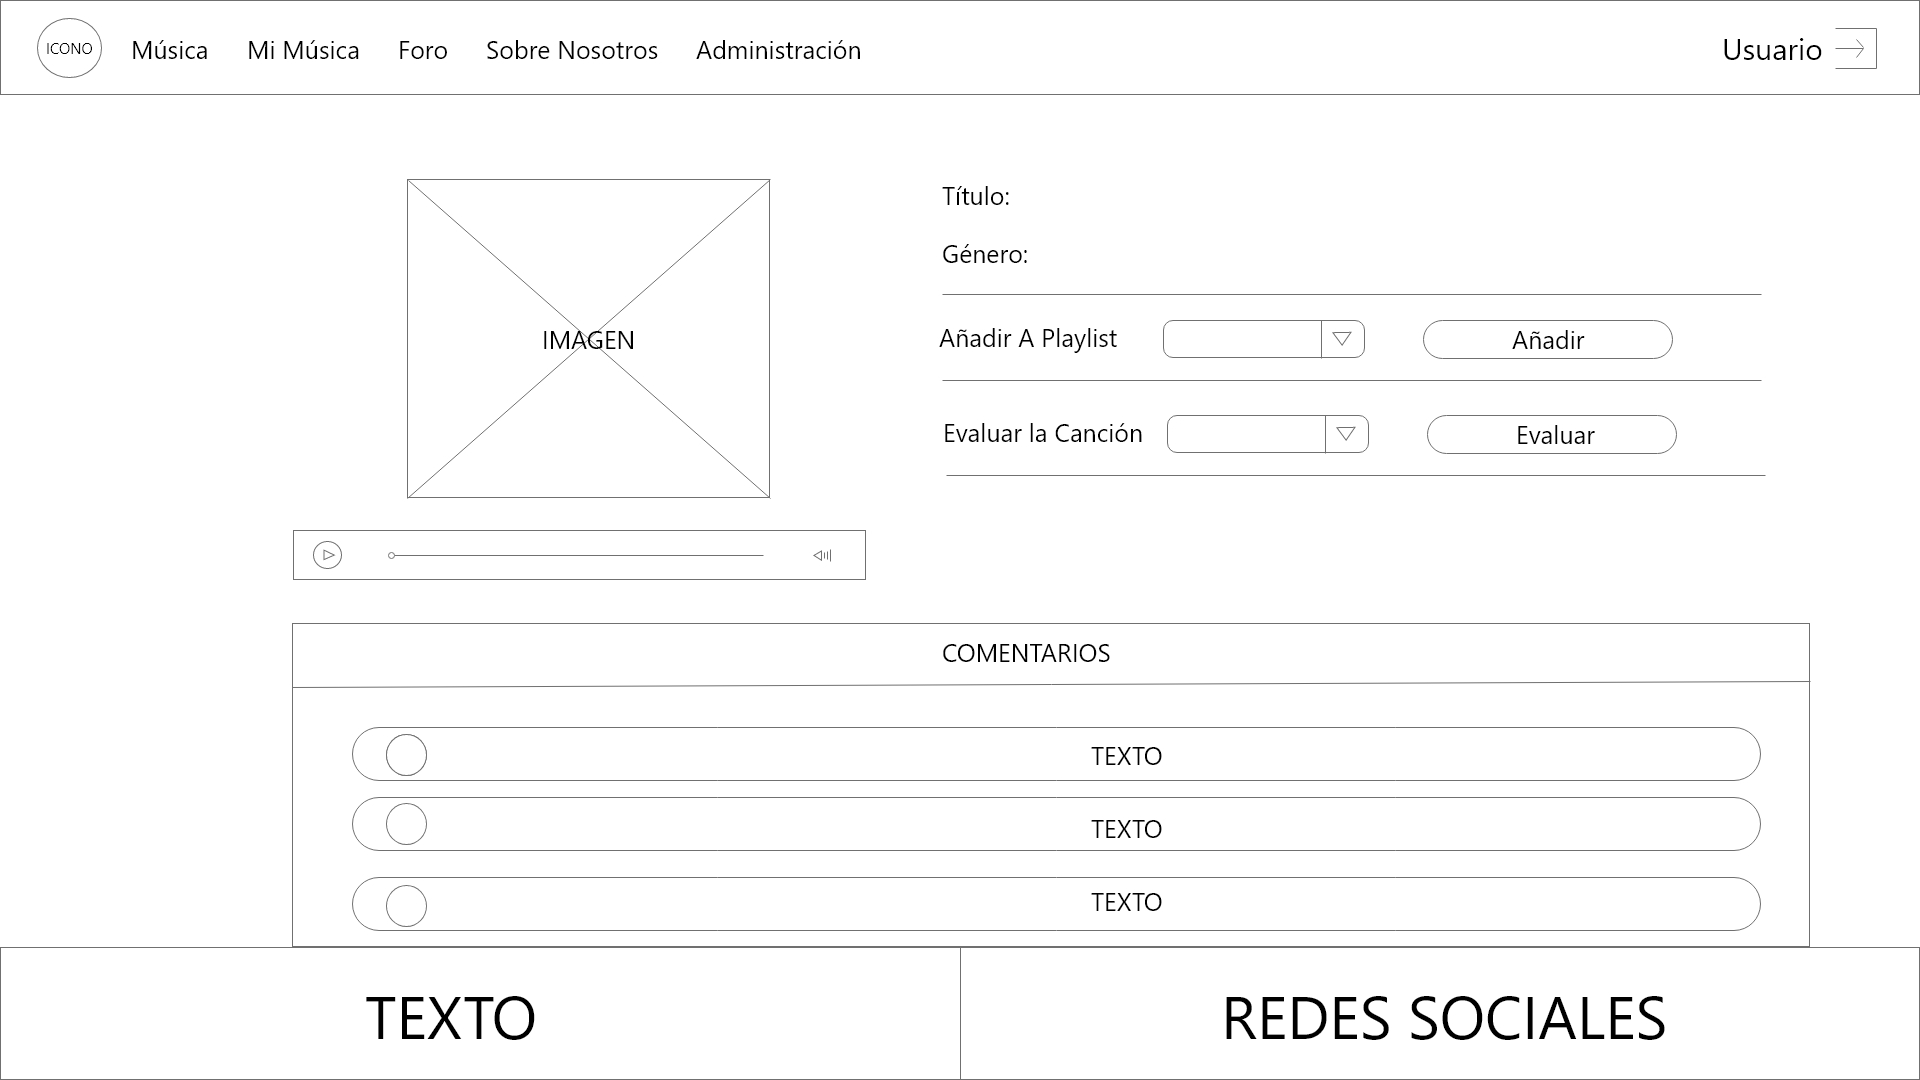 ICONO
Música
Mi Música
Foro
Sobre Nosotros
Administración
Usuario
IMAGEN
Título:
Género:
Añadir A Playlist
Añadir
Evaluar la Canción
Evaluar
COMENTARIOS
TEXTO
TEXTO
TEXTO
TEXTO
REDES SOCIALES